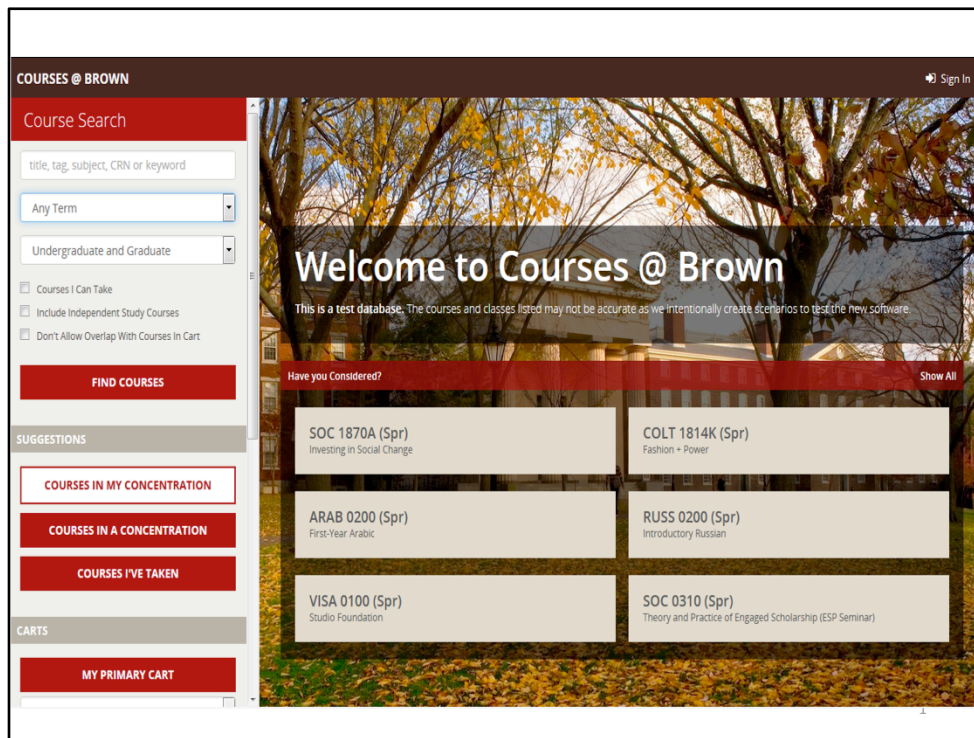 COURSES @ BROWN
Sign In
Course Search
title, tag, subject, CRN or keyword
Any Term
Undergraduate and Graduate
Courses I Can Take
Include Independent Study Courses
Don't Allow Overlap With Courses In Cart
FIND COURSES
SUGGESTIONS
COURSES IN MY CONCENTRATION
COURSES IN A CONCENTRATION
COURSES I'VE TAKEN
CARTS
MY PRIMARY CART
Welcome to Courses @ Brown
This is a test database. The courses and classes listed may not be accurate as we intentionally create scenarios to test the new software.
Have you Considered?
Show All
SOC 1870A (Spr)
Investing in Social Change
COLT 1814K (Spr)
Fashion + Power
ARAB 0200 (Spr)
First-Year Arabic
RUSS 0200 (Spr)
Introductory Russian
VISA 0100 (Spr)
Studio Foundation
SOC 0310 (Spr)
Theory and Practice of Engaged Scholarship (ESP Seminar)